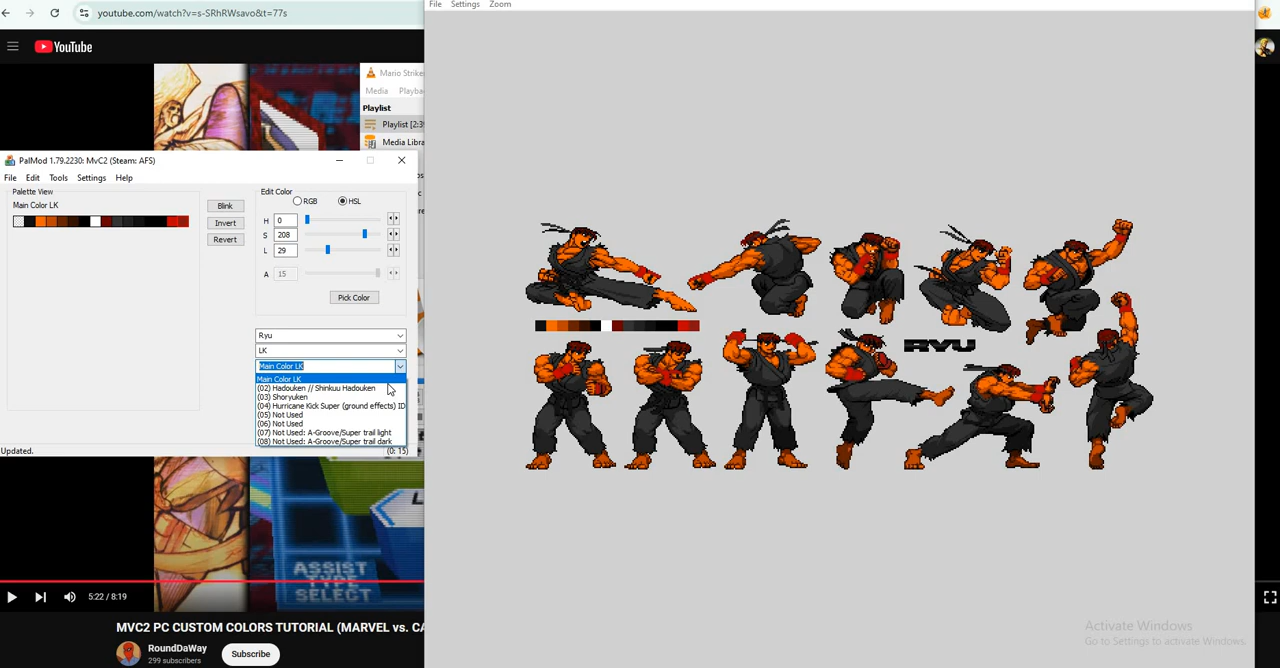 youtube.com/watch?v=s-SRhRWsavo&t=77s
File Settings Zoom
YouTube
Mario Strike
Media Playba
Playlist
Playlist [2:3
Media Libra
PalMod 1.79.2230: MvC2 (Steam: AFS)
File Edit Tools Settings Help
Palette View
Main Color LK
Blink
Invert
Revert
Edit Color
RGB HSL
H 0
S 208
L 29
A 15
Pick Color
Ryu
LK
Main Color LK
Main Color LK
(02) Hadouken // Shinkuu Hadouken
(03) Shoryuken
(04) Hurricane Kick Super (ground effects) ID
(05) Not Used
(06) Not Used
(07) Not Used: A-Groove/Super trail light
(08) Not Used: A-Groove/Super trail dark
Updated.
(0: 15)
RYU
ASSIST
TYPE
SELECT
5:22 / 8:19
MVC2 PC CUSTOM COLORS TUTORIAL (MARVEL vs. CA
RoundDaWay
299 subscribers
Subscribe
Activate Windows
Go to Settings to activate Windows.